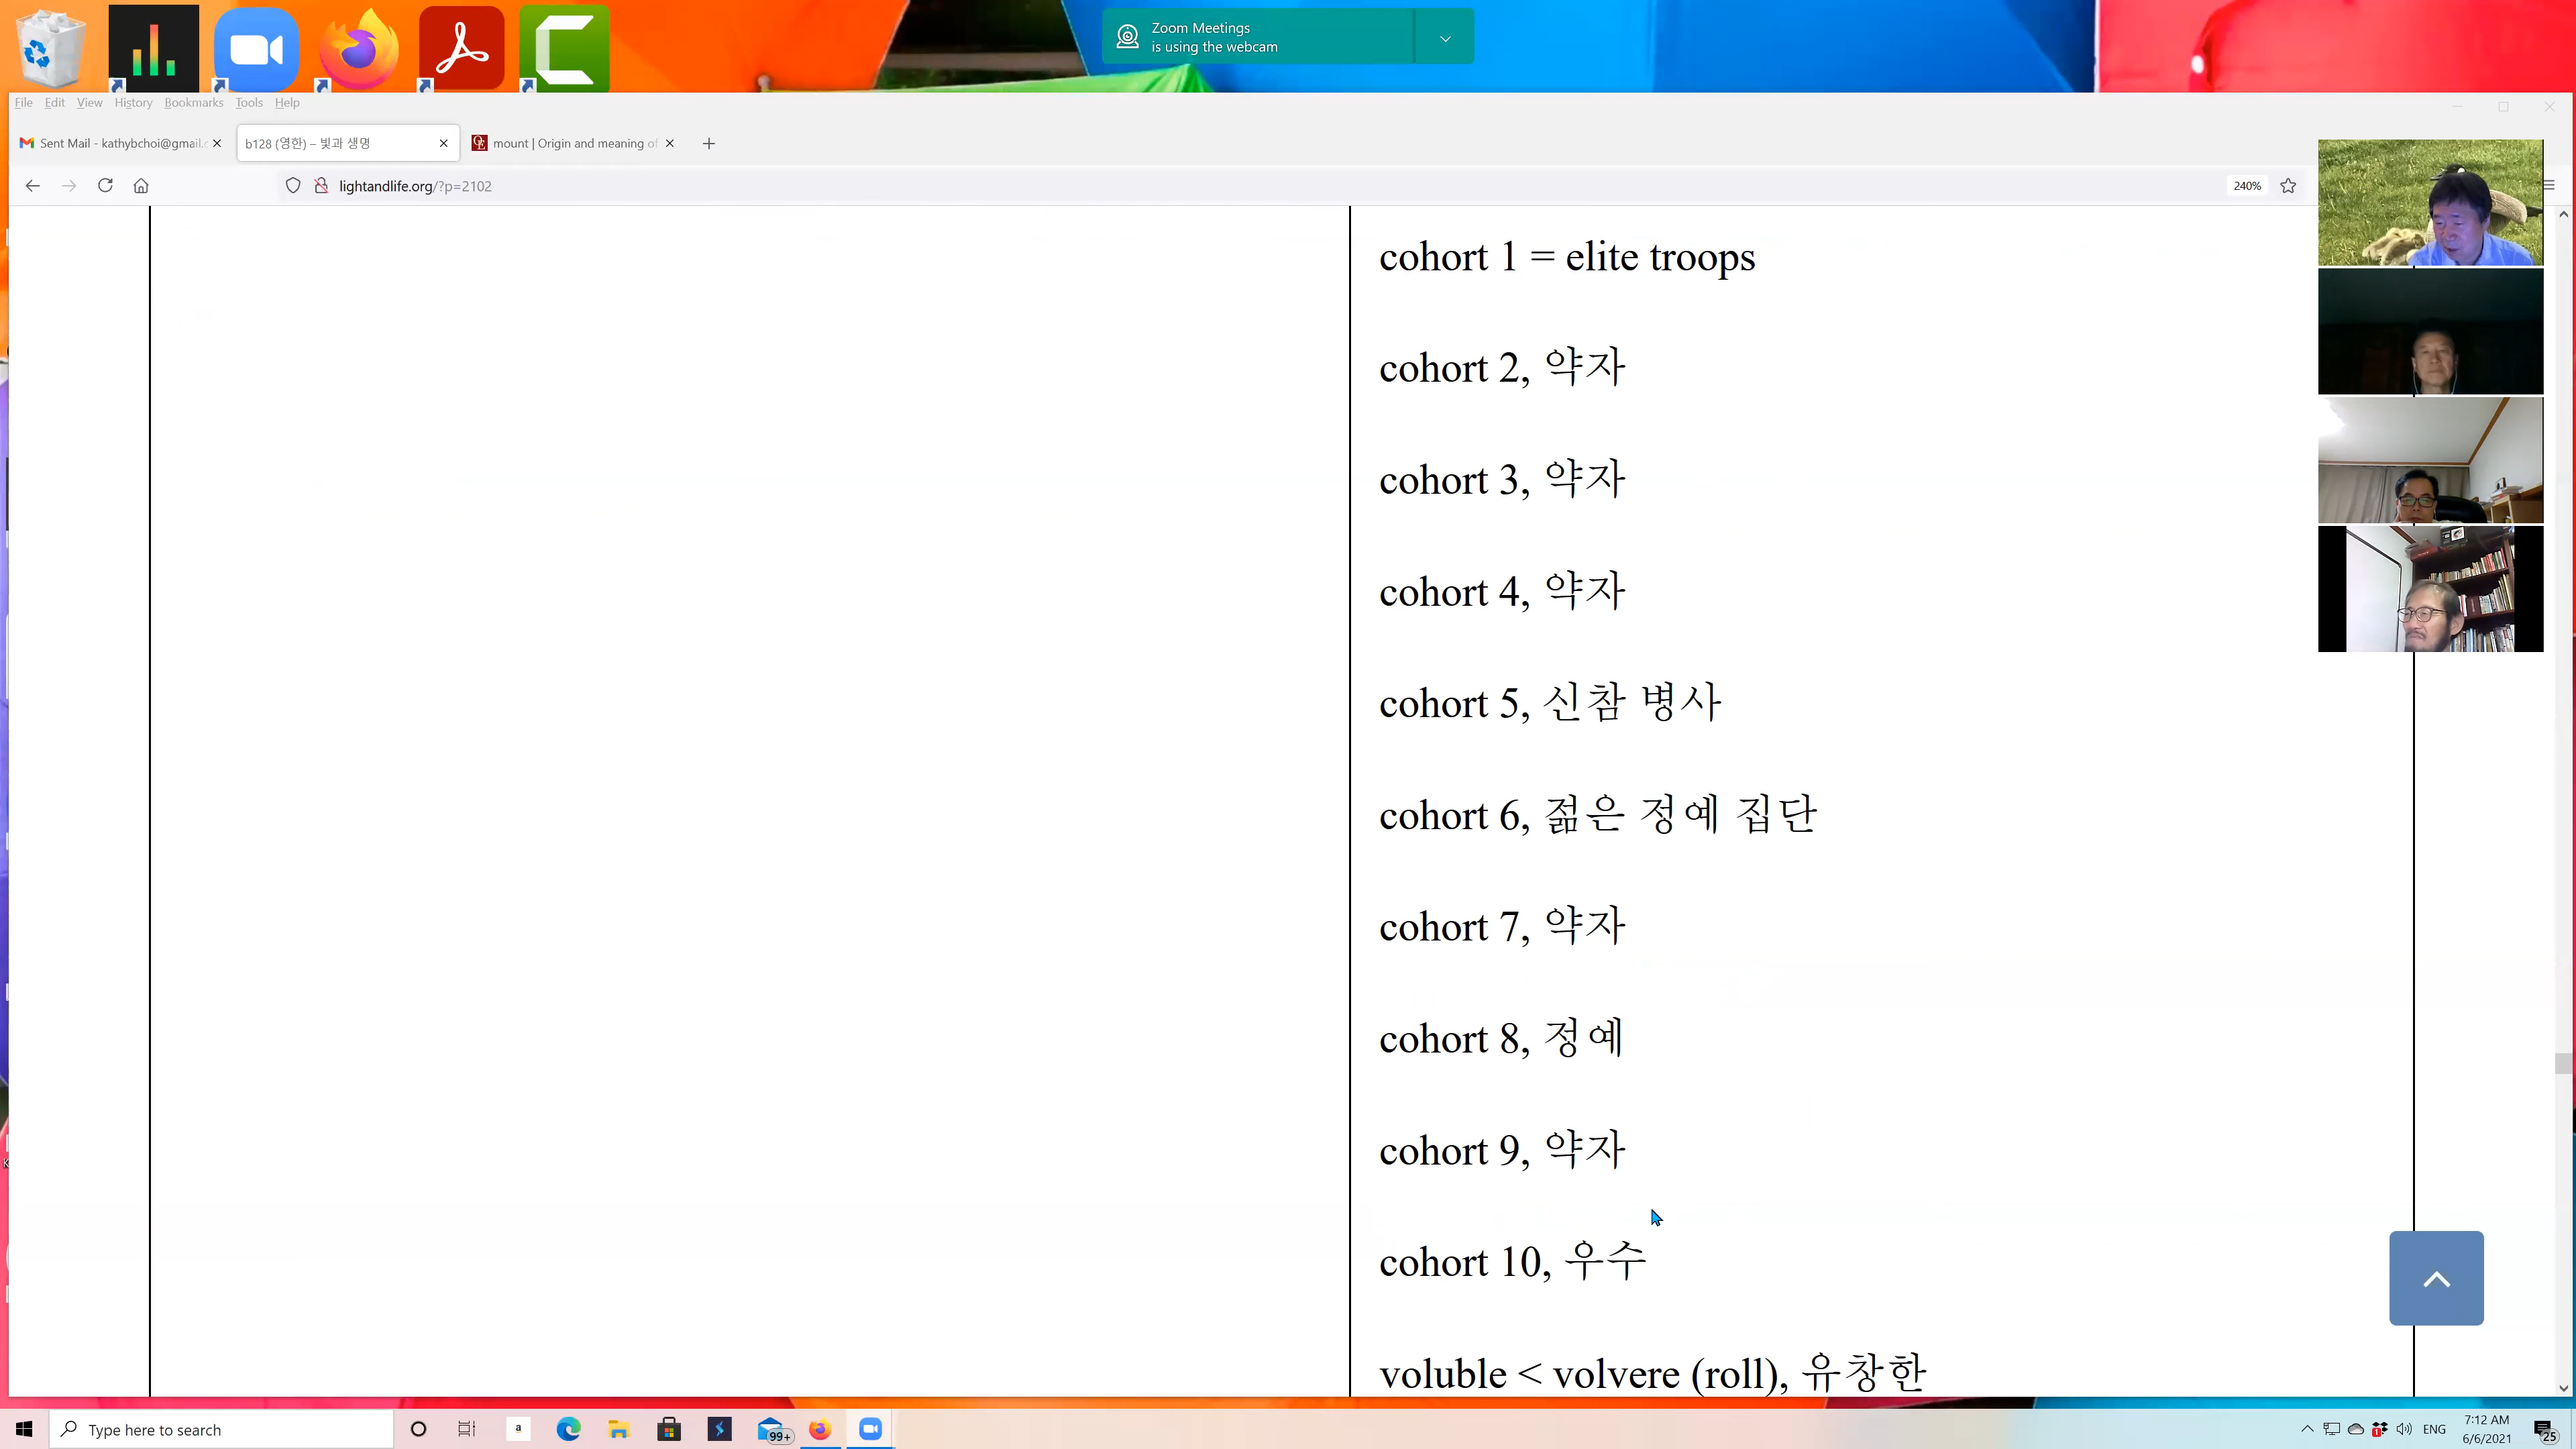 Zoom Meetings
is using the webcam
File Edit View History Bookmarks Tools Help
Sent Mail - kathybchoi@gmail.c
b128 (영한) – 빛과 생명
mount | Origin and meaning of
lightandlife.org/?p=2102
240%
cohort 1 = elite troops
cohort 2, 약자
cohort 3, 약자
cohort 4, 약자
cohort 5, 신참 병사
cohort 6, 젊은 정예 집단
cohort 7, 약자
cohort 8, 정예
cohort 9, 약자
cohort 10, 우수
voluble < volvere (roll), 유창한
Type here to search
a
99+
1
ENG
7:12 AM
6/6/2021
25